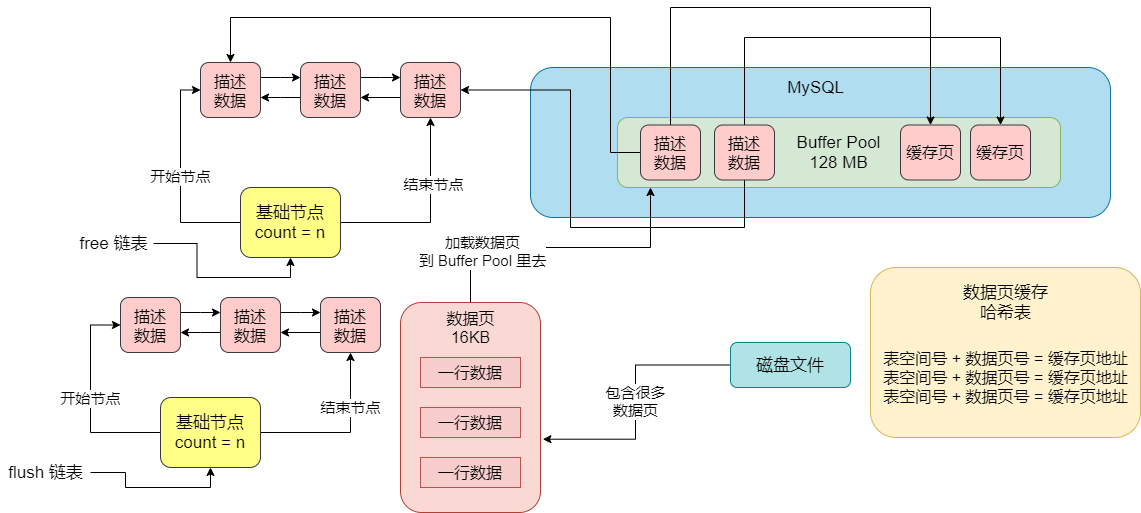 描述
数据
描述
数据
描述
数据
开始节点
结束节点
基础节点
count = n
free 链表
MySQL
描述
数据
描述
数据
Buffer Pool
128 MB
缓存页
缓存页
加载数据页
到 Buffer Pool 里去
描述
数据
描述
数据
描述
数据
开始节点
结束节点
基础节点
count = n
flush 链表
数据页
16KB
一行数据
一行数据
一行数据
包含很多
数据页
磁盘文件
数据页缓存
哈希表
表空间号 + 数据页号 = 缓存页地址
表空间号 + 数据页号 = 缓存页地址
表空间号 + 数据页号 = 缓存页地址